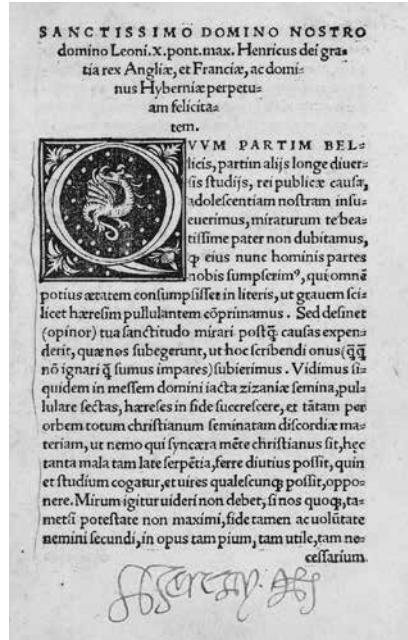 SANCTISSIMO DOMINO NOSTRO
domino Leoni.x.pont.max. Henricus dei gra-
tia rex Angliæ, et Franciæ, ac domi-
nus Hyberniæ perpetu-
am felicita-
tem.
QVVM PARTIM BEL-
licis, partim alijs longe diuer-
sis studijs, rei publicæ causa,
adolescentiam nostram insu-
euerimus, miraturum te bea-
tissime pater non dubitamus,
ꝙ eius nunc hominis partes
nobis sumpserimꝰ, qui omnē
potius ætatem consumpsisset in literis, ut grauem sci-
licet hæresim pullulantem cōprimamus. Sed desinet
(opinor) tua sanctitudo mirari postꝙ̃ causas expen-
derit, quæ nos subegerunt, ut hoc scribendi onus (ꝙ̃ꝙ̃
nō ignari ꝙ̃ sumus impares) subierimus. Vidimus si-
quidem in messem domini iacta zizaniæ semina, pul-
lulare sectas, hæreses in fide succrescere, et tātam per
orbem totum christianum seminatam discordiæ ma-
teriam, ut nemo qui syncæra mēte christianus sit, hęc
tanta mala tam late serpētia, ferre diutius possit, quin
et studium cogatur, et uires qualescunꝙ possit, oppo-
nere. Mirum igitur uideri non debet, si nos quoꝙ, ta-
metsi potestate non maximi, fide tamen ac uolūtate
nemini secundi, in opus tam pium, tam utile, tam ne-
cessarium